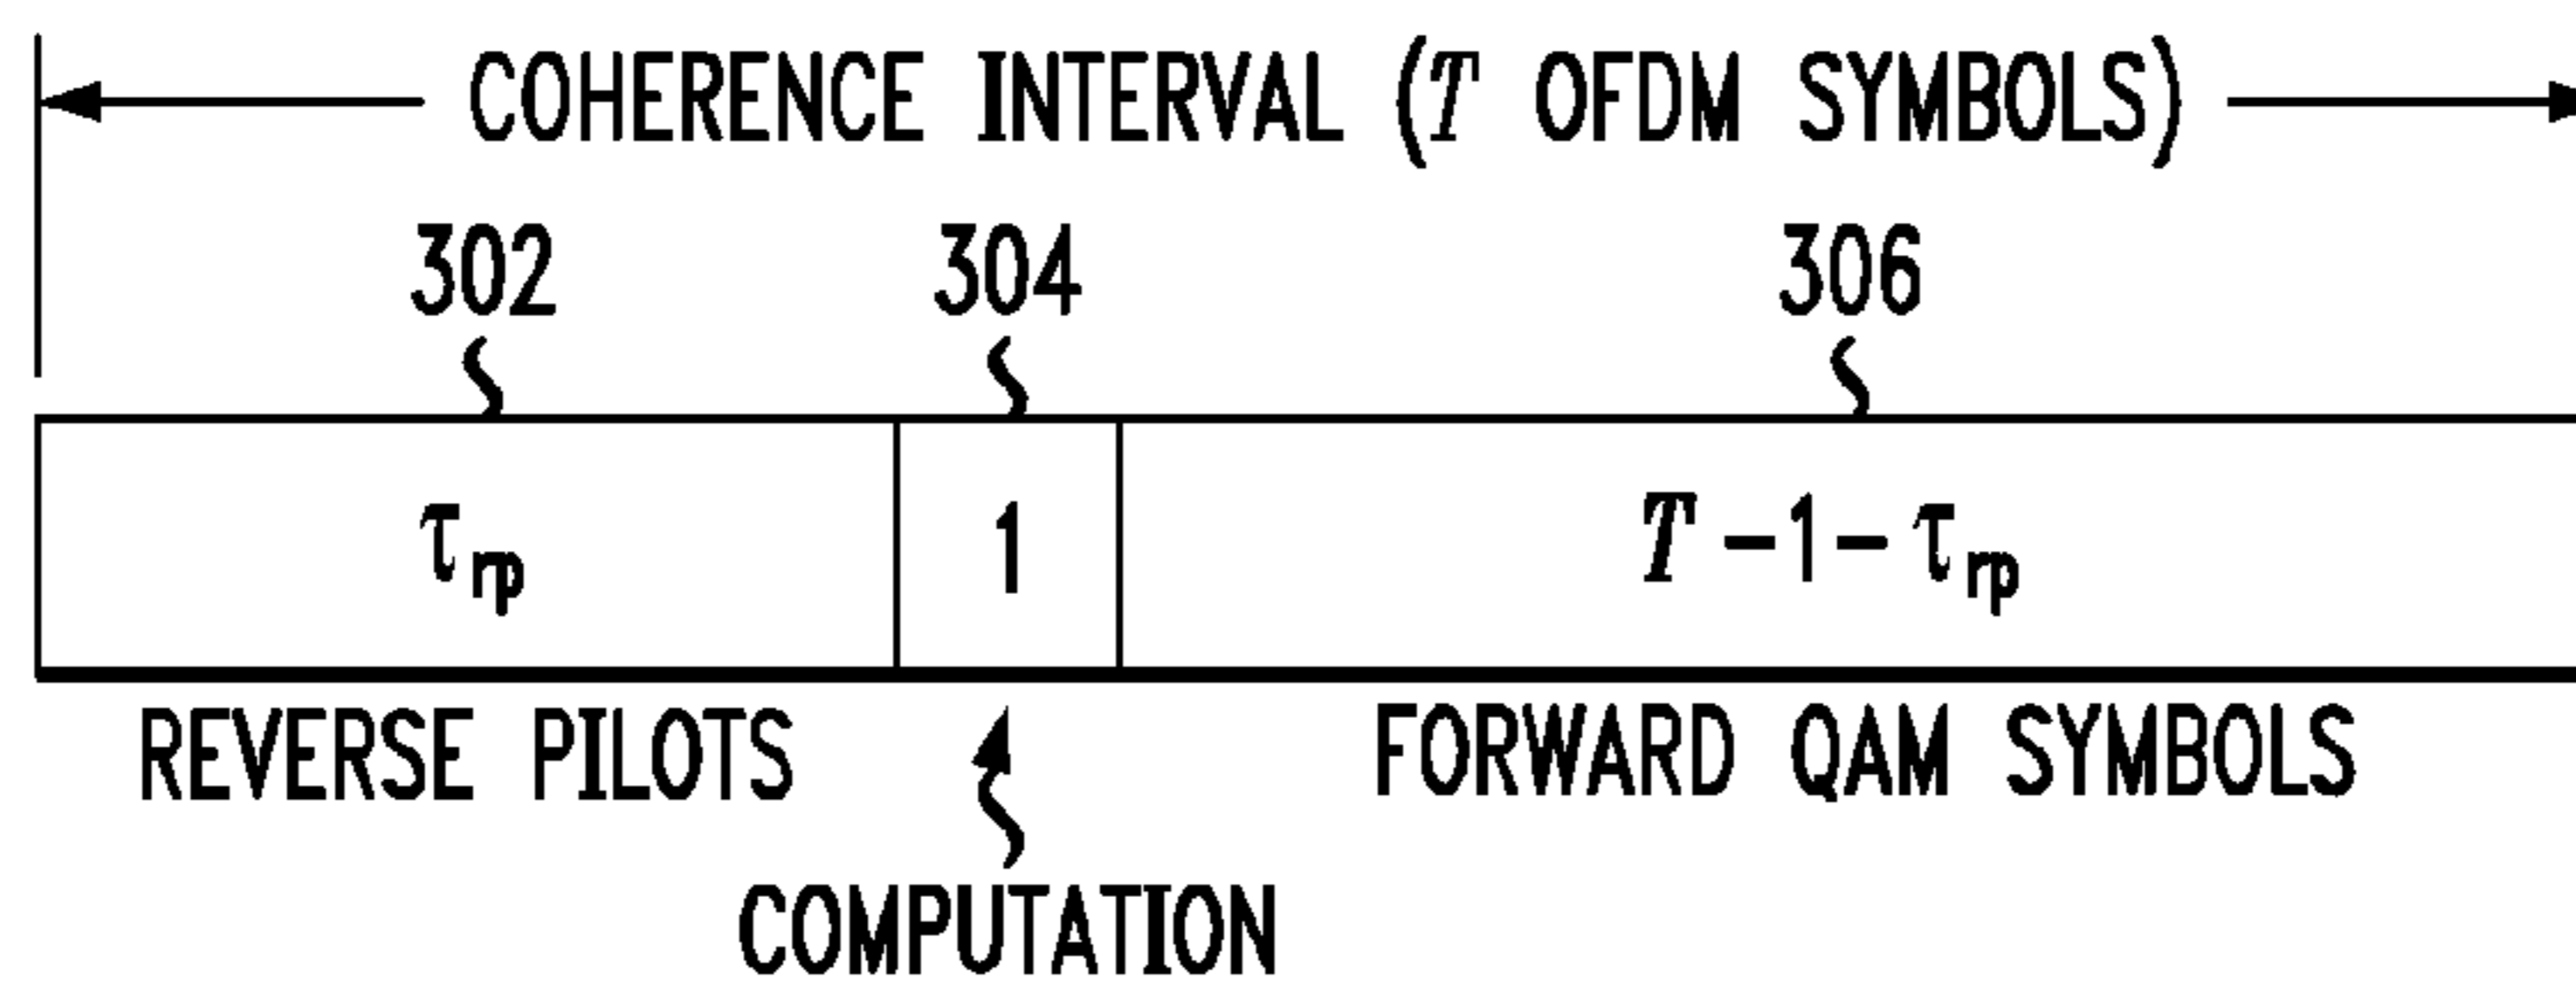 COHERENCE INTERVAL (T OFDM SYMBOLS)
302 304 306
τrp 1 T-1-τrp
REVERSE PILOTS FORWARD QAM SYMBOLS
COMPUTATION